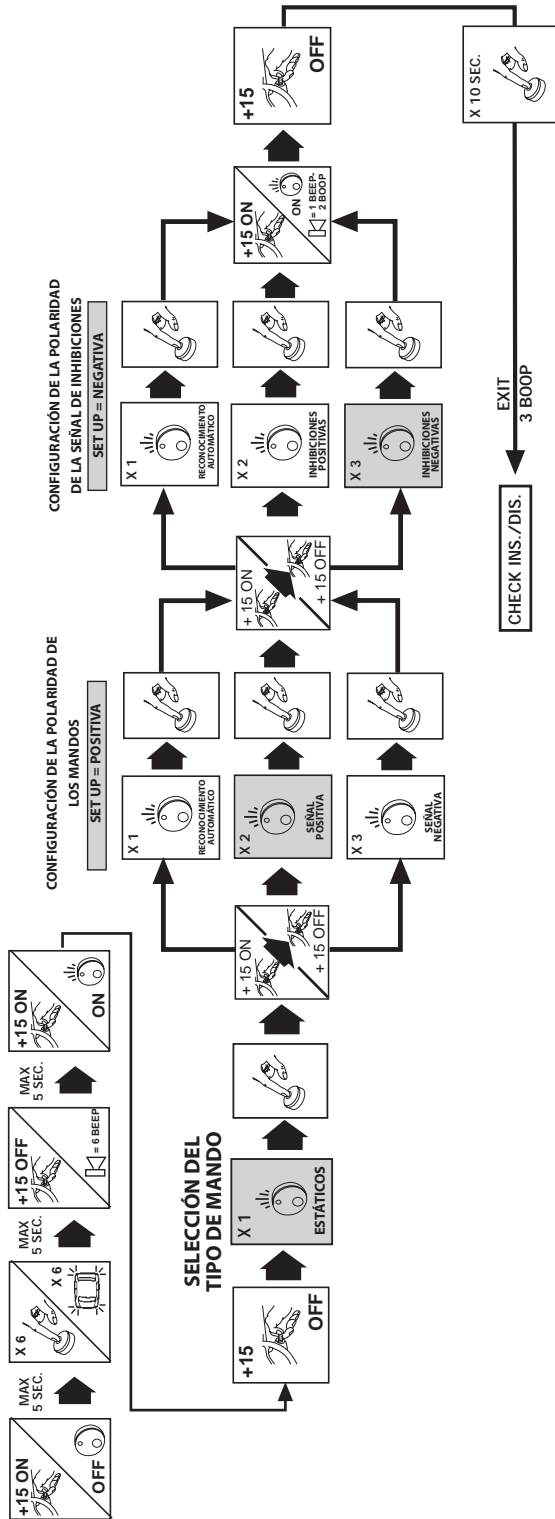 +15 ON
OFF
MAX
5 SEC.
X 6
X 6
MAX
5 SEC.
+15 OFF
= 6 BEEP
MAX
5 SEC.
+15 ON
ON
+15
OFF
SELECCIÓN DEL
TIPO DE MANDO
X 1
ESTÁTICOS
+ 15 ON
+ 15 OFF
CONFIGURACIÓN DE LA POLARIDAD DE
LOS MANDOS
SET UP = POSITIVA
X 1
RECONOCIMIENTO
AUTOMÁTICO
X 2
SEÑAL
POSITIVA
X 3
SEÑAL
NEGATIVA
+ 15 ON
+ 15 OFF
CONFIGURACIÓN DE LA POLARIDAD
DE LA SEÑAL DE INHIBICIONES
SET UP = NEGATIVA
X 1
RECONOCIMIENTO
AUTOMÁTICO
X 2
INHIBICIONES
POSITIVAS
X 3
INHIBICIONES
NEGATIVAS
+15 ON
ON
= 1 BEEP-
2 BOOP
+15
OFF
X 10 SEC.
EXIT
3 BOOP
CHECK INS./DIS.